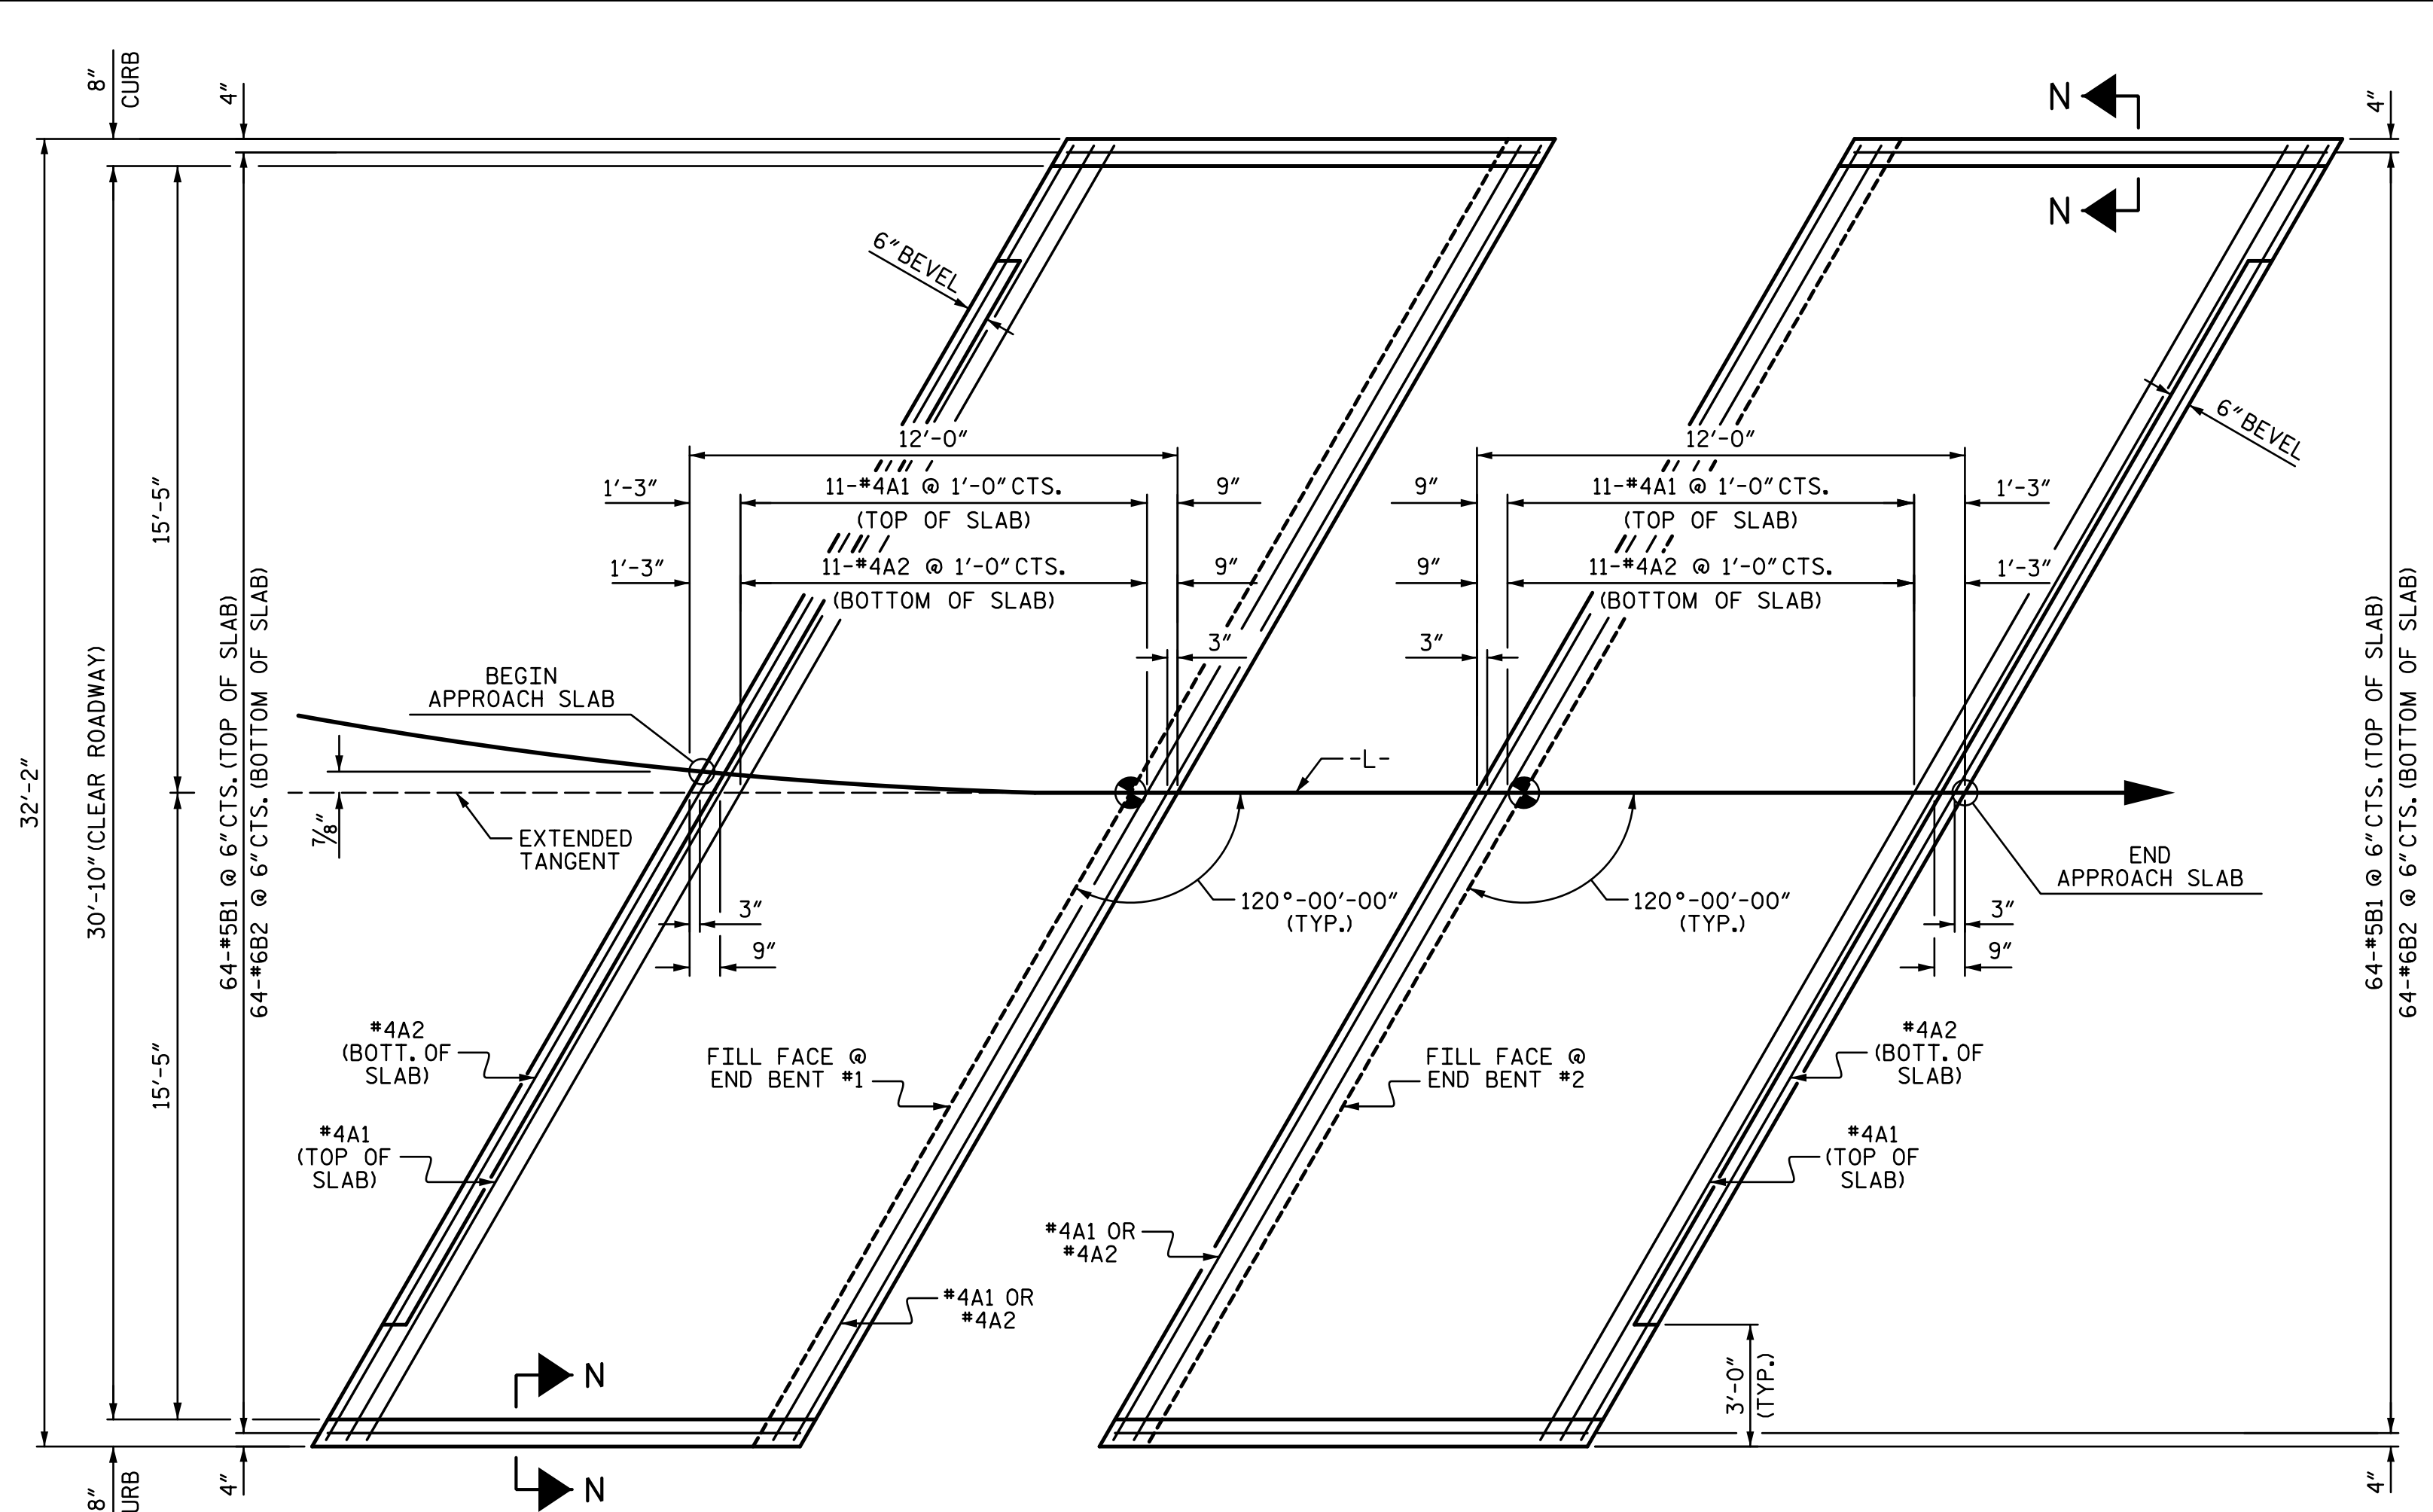 8"
CURB
4"
N
4"
N
6" BEVEL
6" BEVEL
12'-0"
12'-0"
1'-3"
11-#4A1 @ 1'-0" CTS.
9"
9"
11-#4A1 @ 1'-0" CTS.
1'-3"
(TOP OF SLAB)
(TOP OF SLAB)
1'-3"
11-#4A2 @ 1'-0" CTS.
9"
9"
11-#4A2 @ 1'-0" CTS.
1'-3"
(BOTTOM OF SLAB)
(BOTTOM OF SLAB)
3"
3"
15'-5"
32'-2"
30'-10" (CLEAR ROADWAY)
64-#5B1 @ 6" CTS. (TOP OF SLAB)
64-#6B2 @ 6" CTS. (BOTTOM OF SLAB)
64-#5B1 @ 6" CTS. (TOP OF SLAB)
64-#6B2 @ 6" CTS. (BOTTOM OF SLAB)
BEGIN
APPROACH SLAB
-L-
7/8"
EXTENDED
TANGENT
END
APPROACH SLAB
120°-00'-00"
(TYP.)
120°-00'-00"
(TYP.)
3"
9"
3"
9"
15'-5"
#4A2
(BOTT. OF
SLAB)
FILL FACE @
END BENT #1
FILL FACE @
END BENT #2
#4A2
(BOTT. OF
SLAB)
#4A1
(TOP OF
SLAB)
#4A1
(TOP OF
SLAB)
#4A1 OR
#4A2
#4A1 OR
#4A2
3'-0"
(TYP.)
N
N
8"
URB
4"
4"